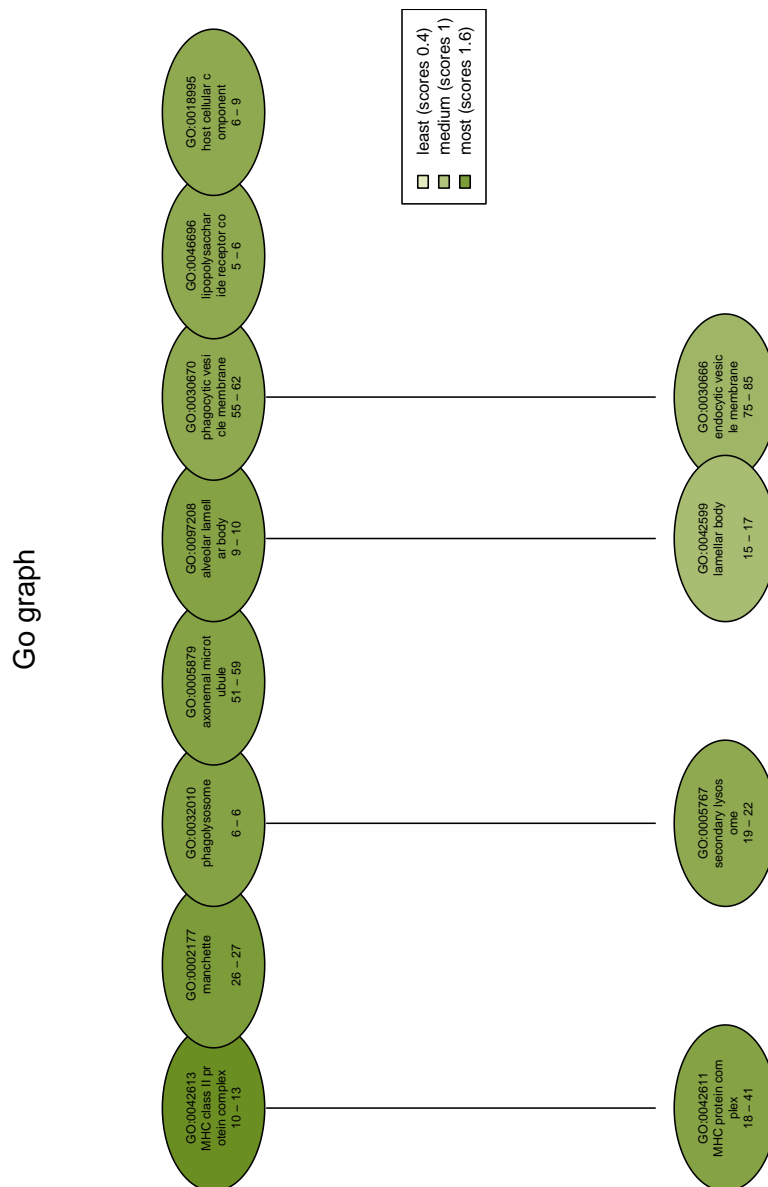 Go graph
GO:0042613
MHC class II pr
otein complex
10 − 13
GO:0002177
manchette
26 − 27
GO:0032010
phagolysosome
6 − 6
GO:0005879
axonemal microt
ubule
51 − 59
GO:0097208
alveolar lamell
ar body
9 − 10
GO:0030670
phagocytic vesi
cle membrane
55 − 62
GO:0046696
lipopolysacchar
ide receptor co
5 − 6
GO:0018995
host cellular c
omponent
6 − 9
least (scores 0.4)
medium (scores 1)
most (scores 1.6)
GO:0042611
MHC protein com
plex
18 − 41
GO:0005767
secondary lysos
ome
19 − 22
GO:0042599
lamellar body
15 − 17
GO:0030666
endocytic vesic
le membrane
75 − 85